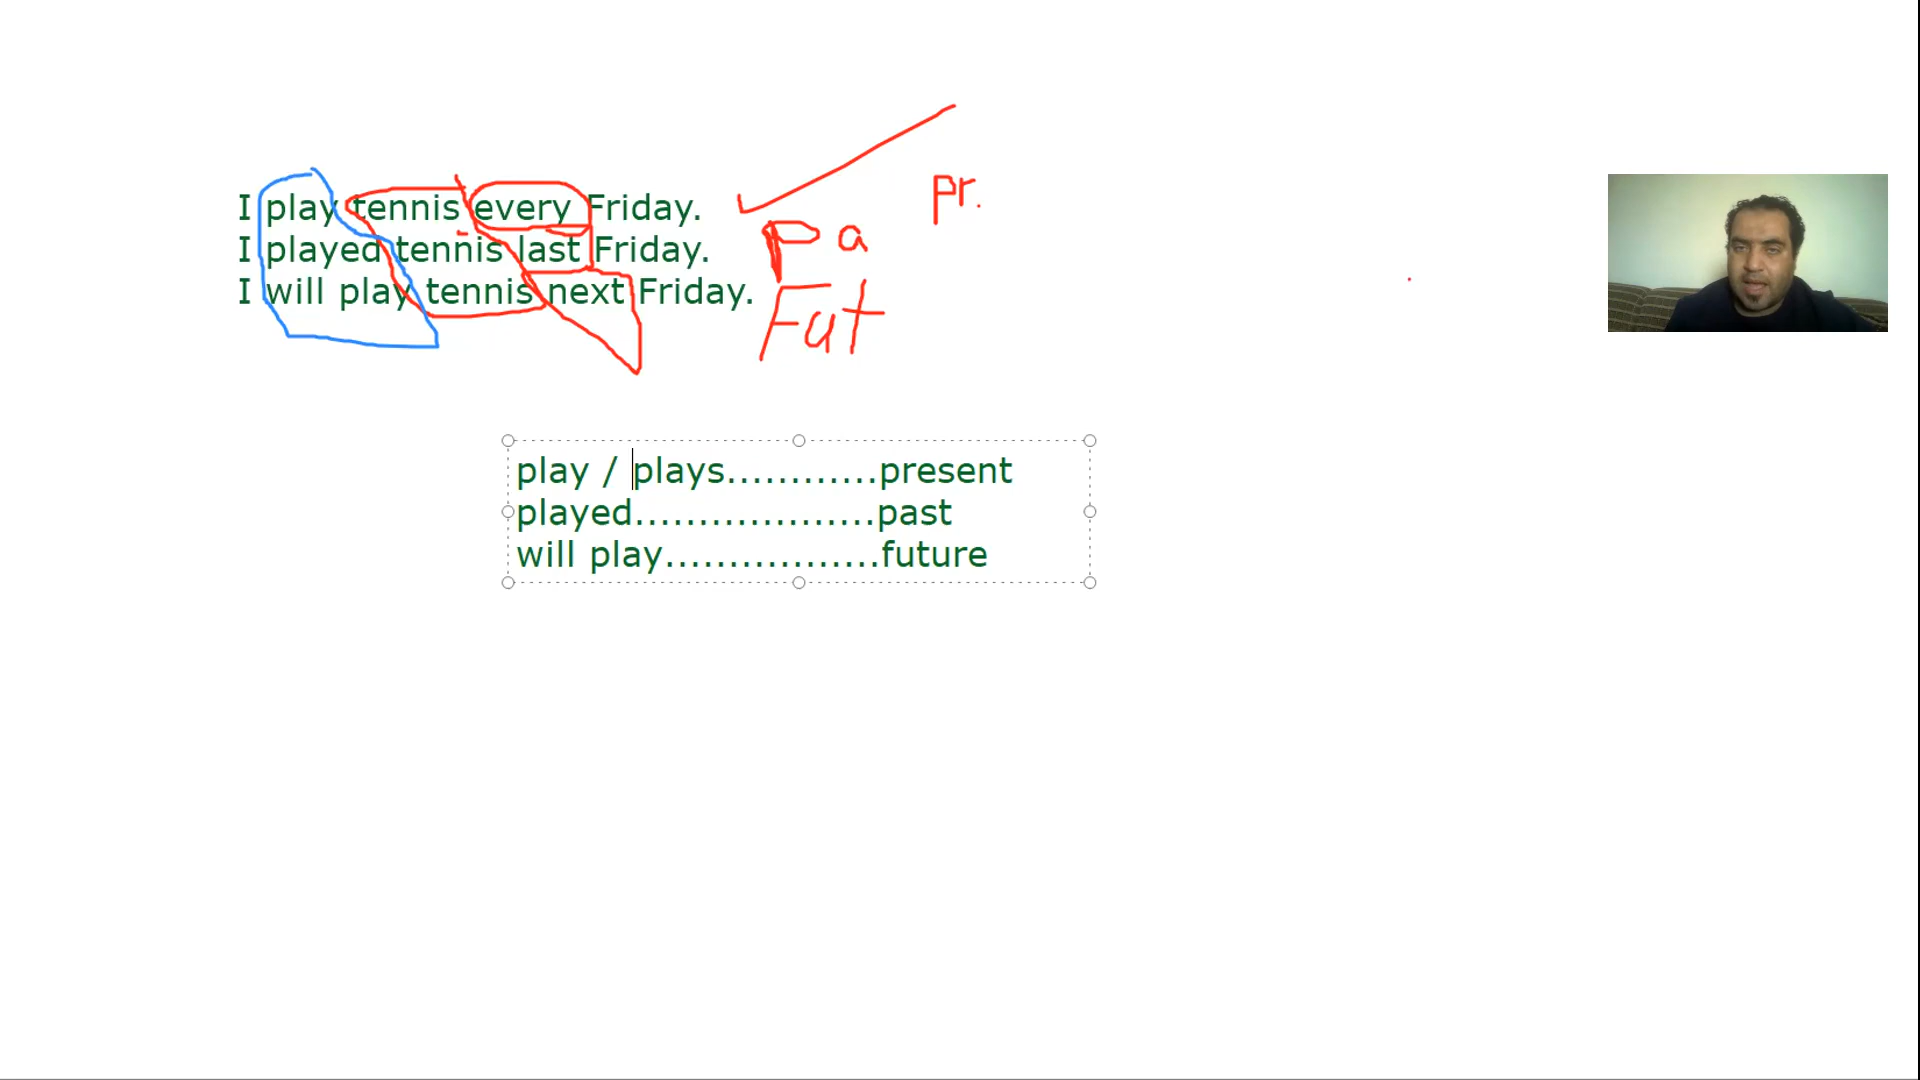 I play tennis every Friday.
pr.
I played tennis last Friday.
Pa
I will play tennis next Friday.
Fut
play / plays............present
played...................past
will play.................future